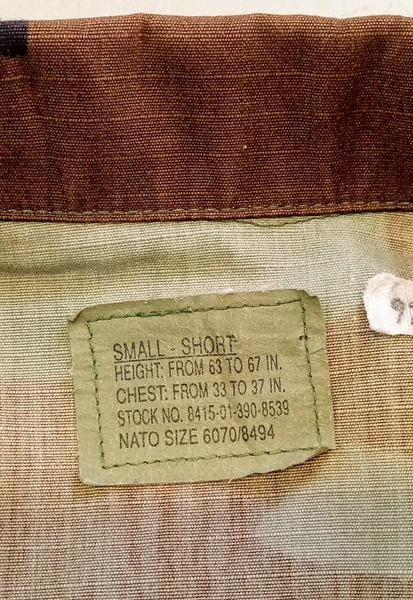 SMALL - SHORT
HEIGHT: FROM 63 TO 67 IN.
CHEST: FROM 33 TO 37 IN.
STOCK NO. 8415-01-390-8539
NATO SIZE 6070/8494